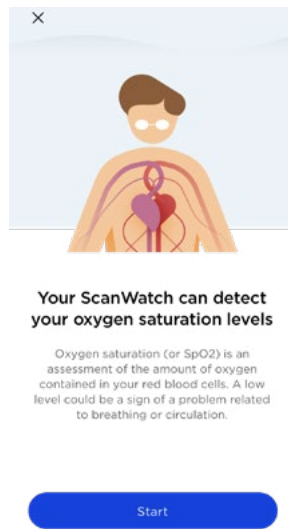 Your ScanWatch can detect
your oxygen saturation levels
Oxygen saturation (or SpO2) is an
assessment of the amount of oxygen
contained in your red blood cells. A low
level could be a sign of a problem related
to breathing or circulation.
Start